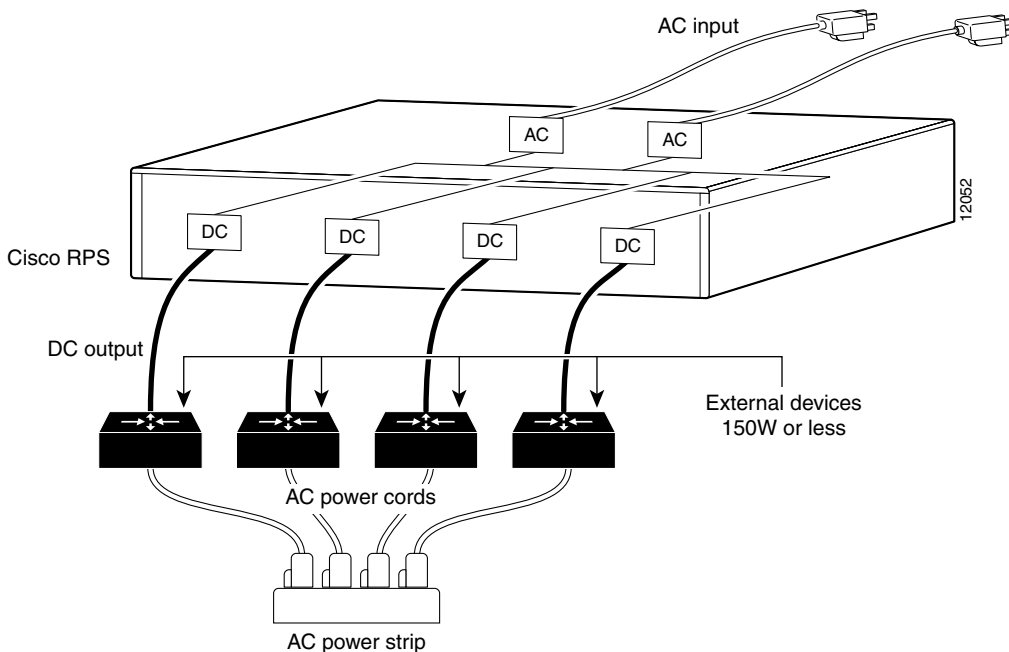 AC input
AC
AC
12052
DC
DC
DC
DC
Cisco RPS
DC output
External devices
150W or less
AC power cords
AC power strip